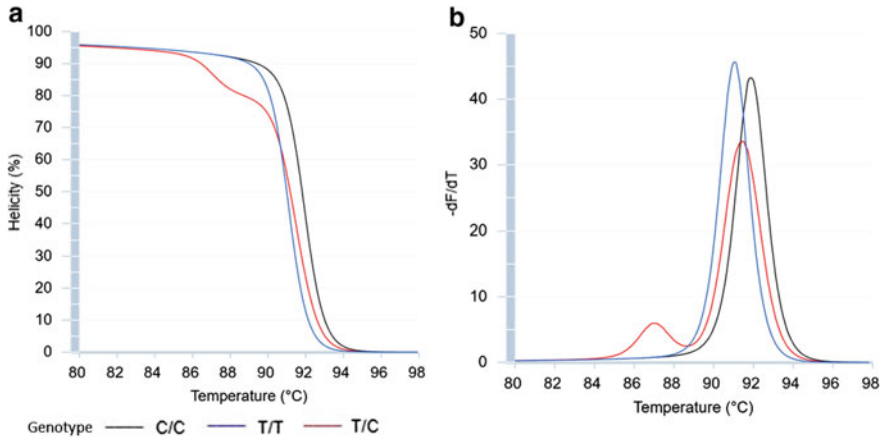 a
100
90
80
70
60
50
40
30
20
10
0
Helicity (%)
80 82 84 86 88 90 92 94 96 98
Temperature (°C)
b
50
40
30
20
10
0
-dF/dT
80 82 84 86 88 90 92 94 96 98
Temperature (°C)
Genotype C/C T/T T/C